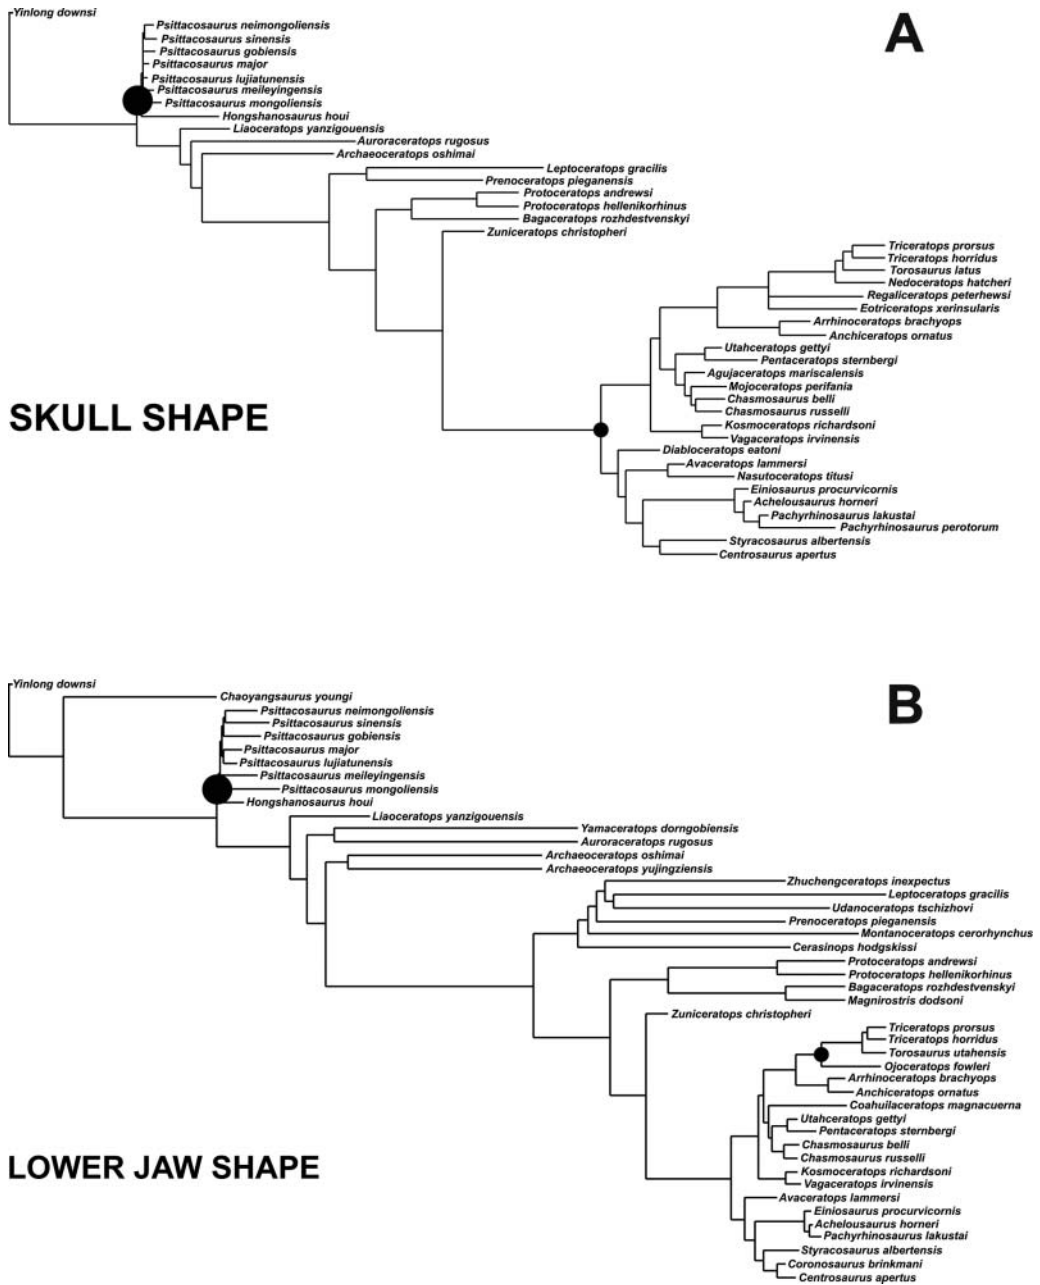 Yinlong downsi
A
Psittacosaurus neimongoliensis
Psittacosaurus sinensis
Psittacosaurus gobiensis
Psittacosaurus major
Psittacosaurus lujiatunensis
Psittacosaurus meileyingensis
Psittacosaurus mongoliensis
Hongshanosaurus houi
Liaoceratops yanzigouensis
Auroraceratops rugosus
Archaeoceratops oshimai
Leptoceratops gracilis
Prenoceratops pieganensis
Protoceratops andrewsi
Protoceratops hellenikorhinus
Bagaceratops rozhdestvenskyi
Zuniceratops christopheri
Triceratops prorsus
Triceratops horridus
Torosaurus latus
Nedoceratops hatcheri
Regaliceratops peterhewsi
Eotriceratops xerinsularis
Arrhinoceratops brachyops
Anchiceratops ornatus
Utahceratops gettyi
Pentaceratops sternbergi
Agujaceratops mariscalensis
Mojoceratops perifania
Chasmosaurus belli
Chasmosaurus russelli
SKULL SHAPE
Kosmoceratops richardsoni
Vagaceratops irvinensis
Diabloceratops eatoni
Avaceratops lammersi
Nasutoceratops titusi
Einiosaurus procurvicornis
Achelousaurus horneri
Pachyrhinosaurus lakustai
Pachyrhinosaurus perotorum
Styracosaurus albertensis
Centrosaurus apertus
Yinlong downsi
B
Chaoyangsaurus youngi
Psittacosaurus neimongoliensis
Psittacosaurus sinensis
Psittacosaurus gobiensis
Psittacosaurus major
Psittacosaurus lujiatunensis
Psittacosaurus meileyingensis
Psittacosaurus mongoliensis
Hongshanosaurus houi
Liaoceratops yanzigouensis
Yamaceratops dorngobiensis
Auroraceratops rugosus
Archaeoceratops oshimai
Archaeoceratops yujingziensis
Zhuchengceratops inexpectus
Leptoceratops gracilis
Udanoceratops tschizhovi
Prenoceratops pieganensis
Montanoceratops cerorhynchus
Cerasinops hodgskissi
Protoceratops andrewsi
Protoceratops hellenikorhinus
Bagaceratops rozhdestvenskyi
Magnirostris dodsoni
Zuniceratops christopheri
Triceratops prorsus
Triceratops horridus
Torosaurus utahensis
Ojoceratops fowleri
Arrhinoceratops brachyops
Anchiceratops ornatus
Coahuilaceratops magnacuerna
Utahceratops gettyi
Pentaceratops sternbergi
Chasmosaurus belli
Chasmosaurus russelli
LOWER JAW SHAPE
Kosmoceratops richardsoni
Vagaceratops irvinensis
Avaceratops lammersi
Einiosaurus procurvicornis
Achelousaurus horneri
Pachyrhinosaurus lakustai
Styracosaurus albertensis
Coronosaurus brinkmani
Centrosaurus apertus